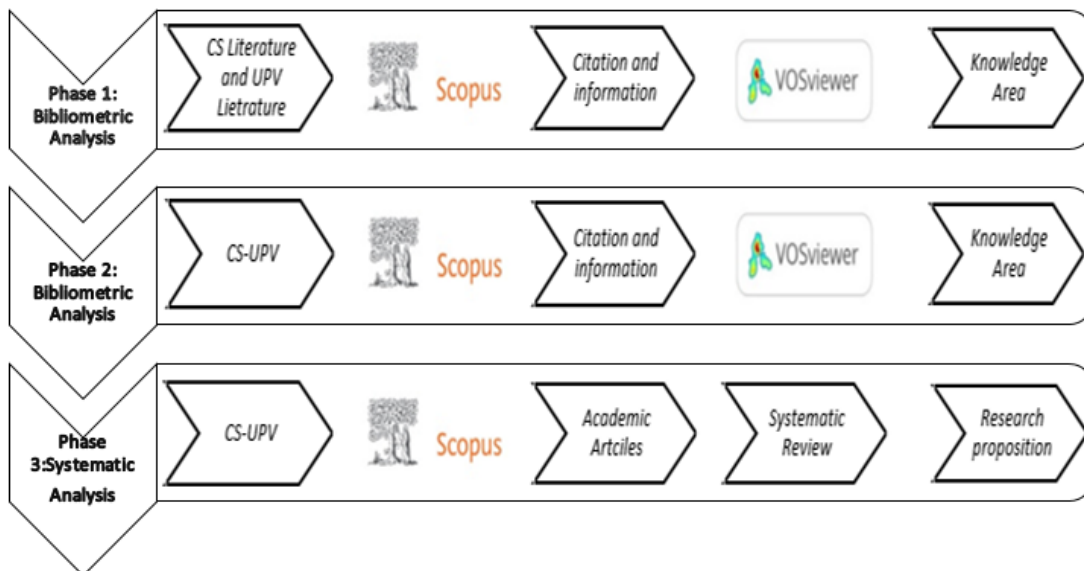 Phase 1:
Bibliometric
Analysis
CS Literature
and UPV
Lietrature
Scopus
Citation and
information
VOSviewer
Knowledge
Area
Phase 2:
Bibliometric
Analysis
CS-UPV
Scopus
Citation and
information
VOSviewer
Knowledge
Area
Phase
3:Systematic
Analysis
CS-UPV
Scopus
Academic
Artciles
Systematic
Review
Research
proposition